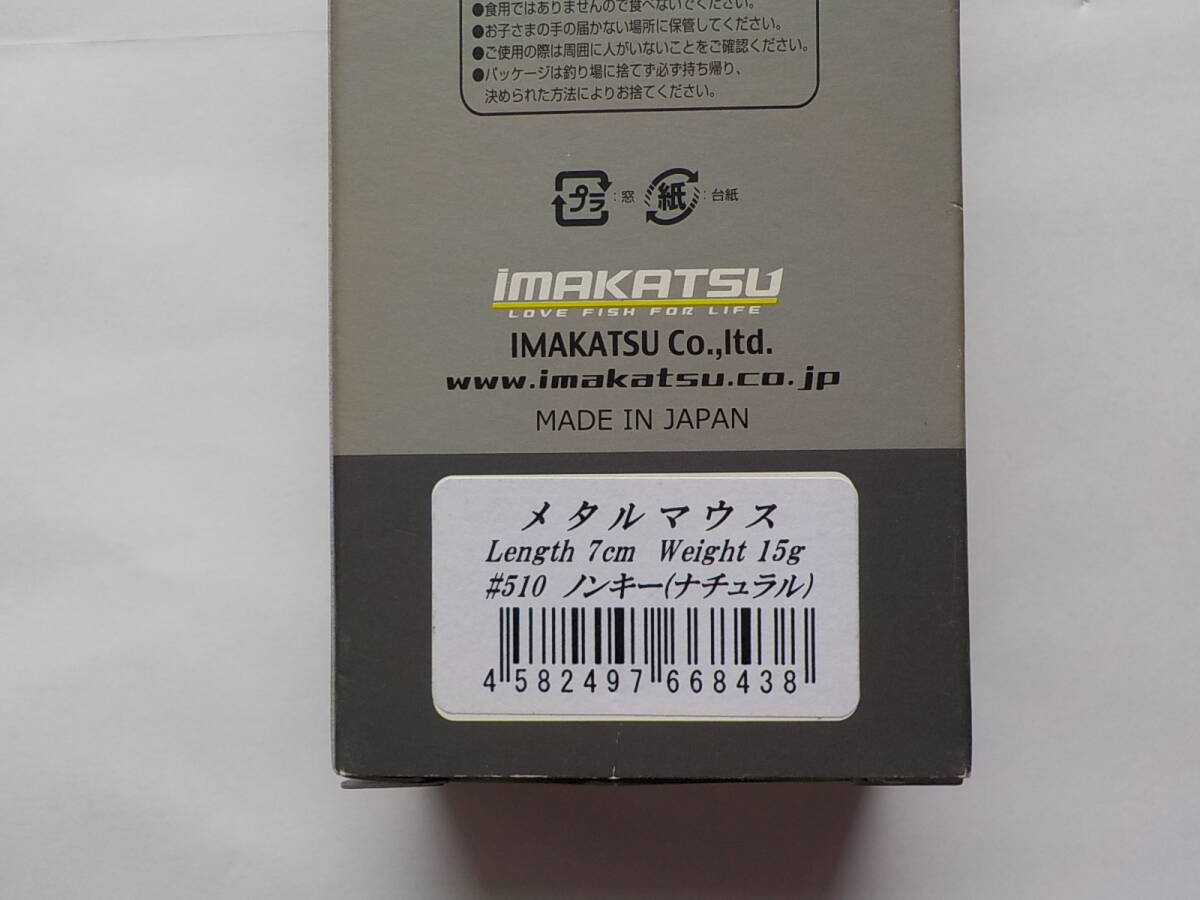 ●食用ではありませんので食べないでください。
●お子さまの手の届かない場所に保管してください。
●ご使用の際は周囲に人がいないことをご確認ください。
●パッケージは釣り場に捨てず必ず持ち帰り、
決められた方法によりお捨てください。
プラ:窓 紙:台紙
iMAKATSU
LOVE FISH FOR LIFE
IMAKATSU Co.,ltd.
www.imakatsu.co.jp
MADE IN JAPAN
メタルマウス
Length 7cm Weight 15g
#510 ノンキー(ナチュラル)
4 582497 668438